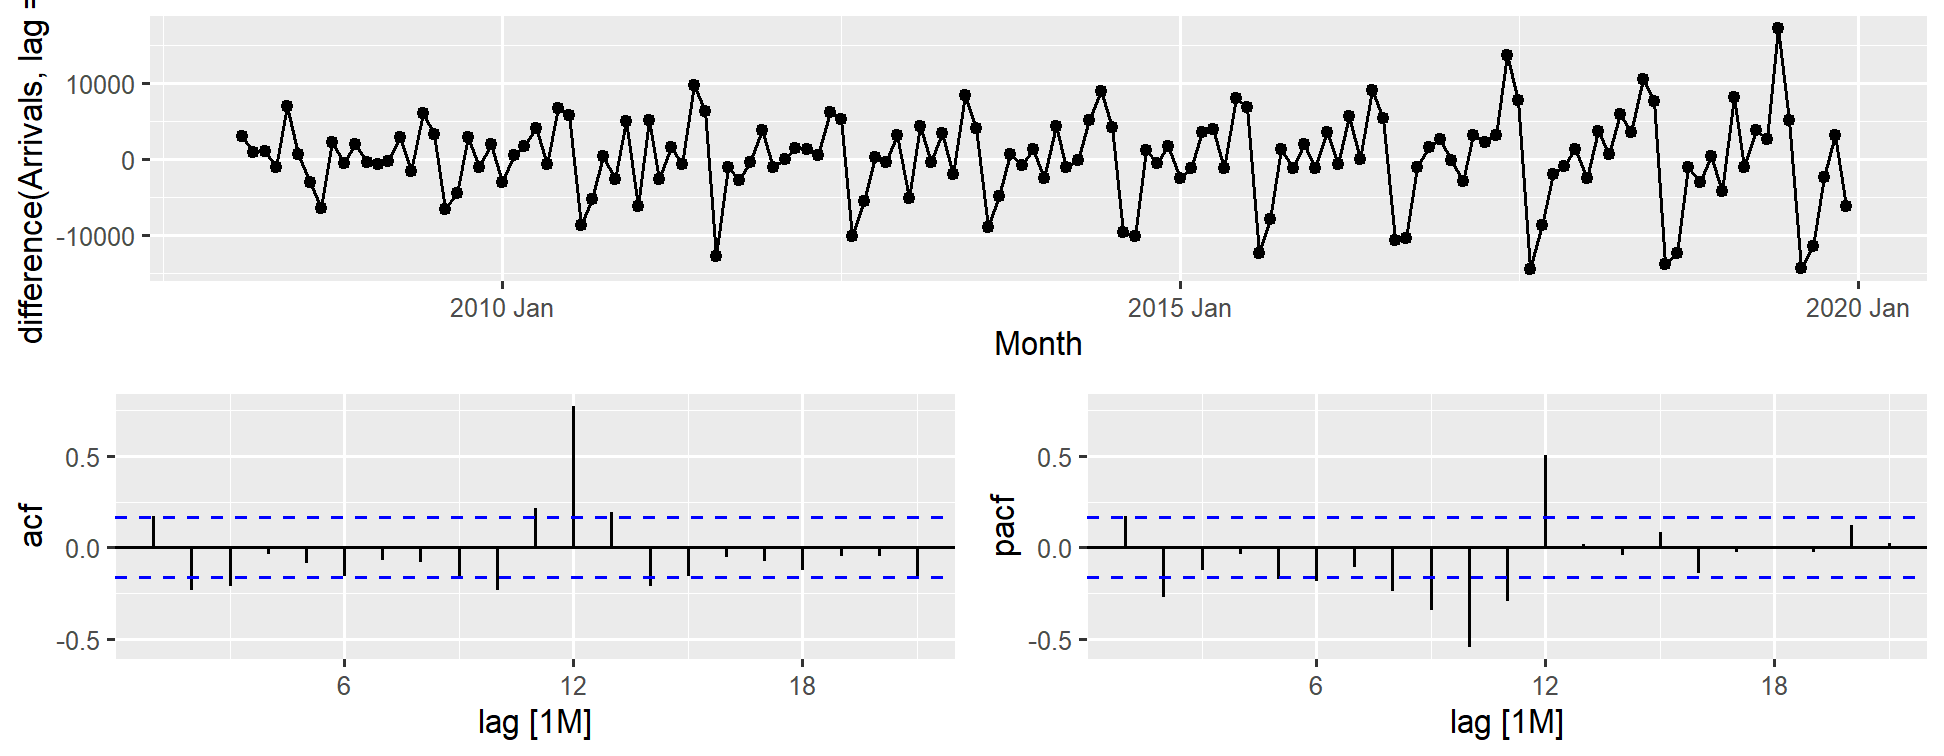 difference(Arrivals, lag =
10000
0
-10000
2010 Jan
2015 Jan
2020 Jan
Month
acf
0.5
0.0
-0.5
6
12
18
lag [1M]
pacf
0.5
0.0
-0.5
6
12
18
lag [1M]